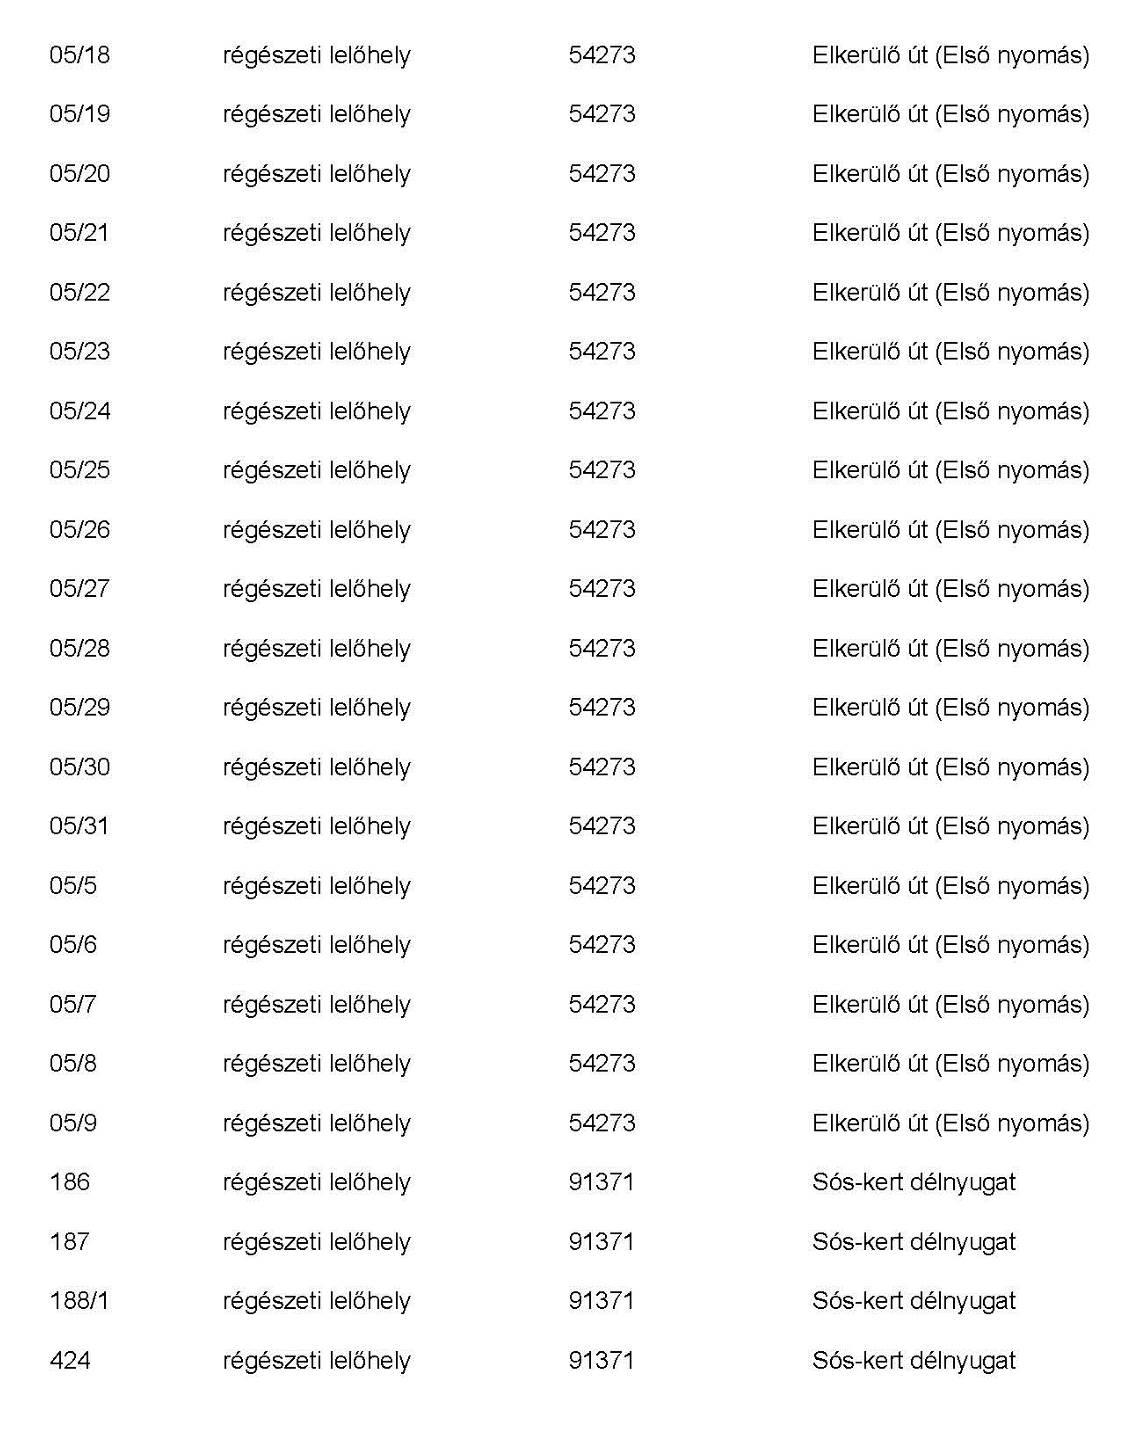 05/18 régészeti lelőhely 54273 Elkerülő út (Első nyomás)
05/19 régészeti lelőhely 54273 Elkerülő út (Első nyomás)
05/20 régészeti lelőhely 54273 Elkerülő út (Első nyomás)
05/21 régészeti lelőhely 54273 Elkerülő út (Első nyomás)
05/22 régészeti lelőhely 54273 Elkerülő út (Első nyomás)
05/23 régészeti lelőhely 54273 Elkerülő út (Első nyomás)
05/24 régészeti lelőhely 54273 Elkerülő út (Első nyomás)
05/25 régészeti lelőhely 54273 Elkerülő út (Első nyomás)
05/26 régészeti lelőhely 54273 Elkerülő út (Első nyomás)
05/27 régészeti lelőhely 54273 Elkerülő út (Első nyomás)
05/28 régészeti lelőhely 54273 Elkerülő út (Első nyomás)
05/29 régészeti lelőhely 54273 Elkerülő út (Első nyomás)
05/30 régészeti lelőhely 54273 Elkerülő út (Első nyomás)
05/31 régészeti lelőhely 54273 Elkerülő út (Első nyomás)
05/5 régészeti lelőhely 54273 Elkerülő út (Első nyomás)
05/6 régészeti lelőhely 54273 Elkerülő út (Első nyomás)
05/7 régészeti lelőhely 54273 Elkerülő út (Első nyomás)
05/8 régészeti lelőhely 54273 Elkerülő út (Első nyomás)
05/9 régészeti lelőhely 54273 Elkerülő út (Első nyomás)
186 régészeti lelőhely 91371 Sós-kert délnyugat
187 régészeti lelőhely 91371 Sós-kert délnyugat
188/1 régészeti lelőhely 91371 Sós-kert délnyugat
424 régészeti lelőhely 91371 Sós-kert délnyugat